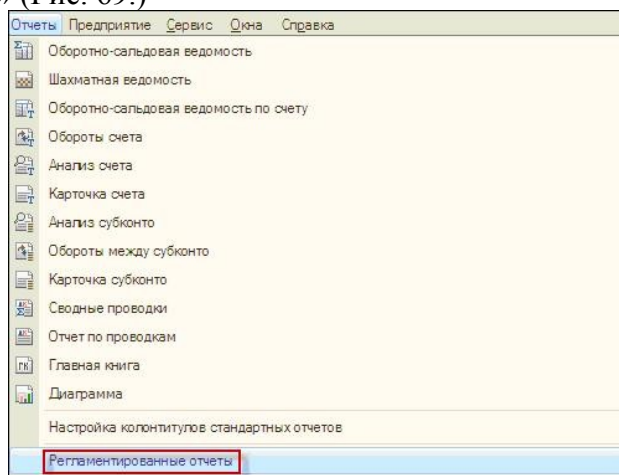 » (Рис. 69.)
Отчеты Предприятие Сервис Окна Справка
Оборотно-сальдовая ведомость
Шахматная ведомость
Оборотно-сальдовая ведомость по счету
Обороты счета
Анализ счета
Карточка счета
Анализ субконто
Обороты между субконто
Карточка субконто
Сводные проводки
Отчет по проводкам
Главная книга
Диаграмма
Настройка колонтитулов стандартных отчетов
Регламентированные отчеты